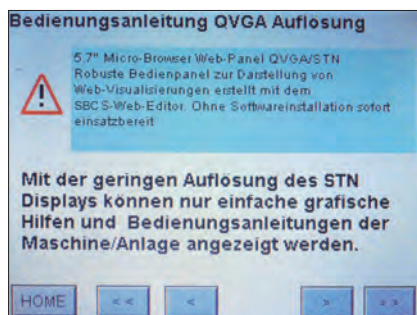 Bedienungsanleitung QVGA Auflösung
5,7" Micro-Browser Web-Panel QVGA/STN
Robuste Bedienpanel zur Darstellung von
Web-Visualisierungen erstellt mit dem
SBC S-Web-Editor. Ohne Softwareinstallation sofort
einsatzbereit
Mit der geringen Auflösung des STN
Displays können nur einfache grafische
Hilfen und Bedienungsanleitungen der
Maschine/Anlage angezeigt werden.
HOME << < > >>